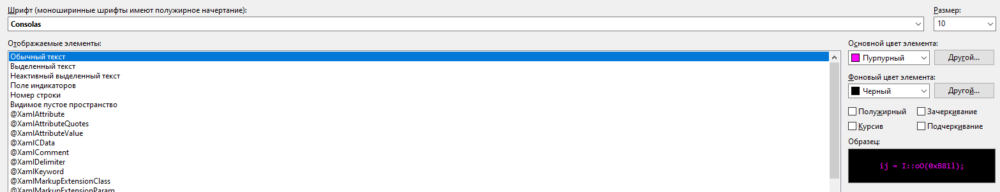 Шрифт (моноширинные шрифты имеют полужирное начертание):
Размер:
Consolas
10
Отображаемые элементы:
Основной цвет элемента:
Обычный текст
Выделенный текст
Неактивный выделенный текст
Поле индикаторов
Номер строки
Видимое пустое пространство
@XamlAttribute
@XamlAttributeQuotes
@XamlAttributeValue
@XamlCData
@XamlComment
@XamlDelimiter
@XamlKeyword
@XamlMarkupExtensionClass
@XamlMarkupExtensionParam
Пурпурный
Другой...
Фоновый цвет элемента:
Черный
Другой...
Полужирный
Зачеркивание
Курсив
Подчеркивание
Образец:
ij = I::oO(0xB81l);